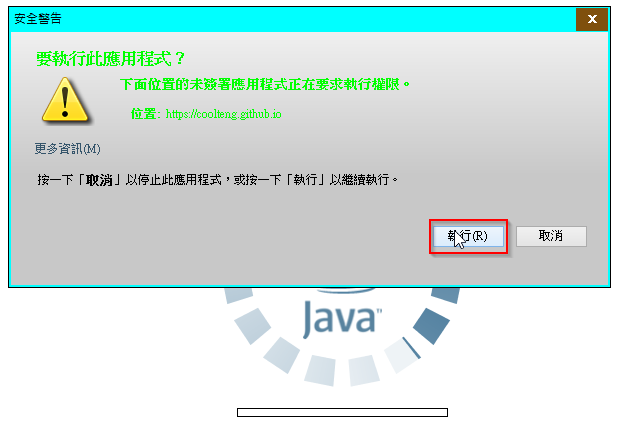 安全警告
要執行此應用程式？
下面位置的未簽署應用程式正在要求執行權限。
位置: https://coolteng.github.io
更多資訊(M)
按一下「取消」以停止此應用程式，或按一下「執行」以繼續執行。
執行(R) 取消
Java™